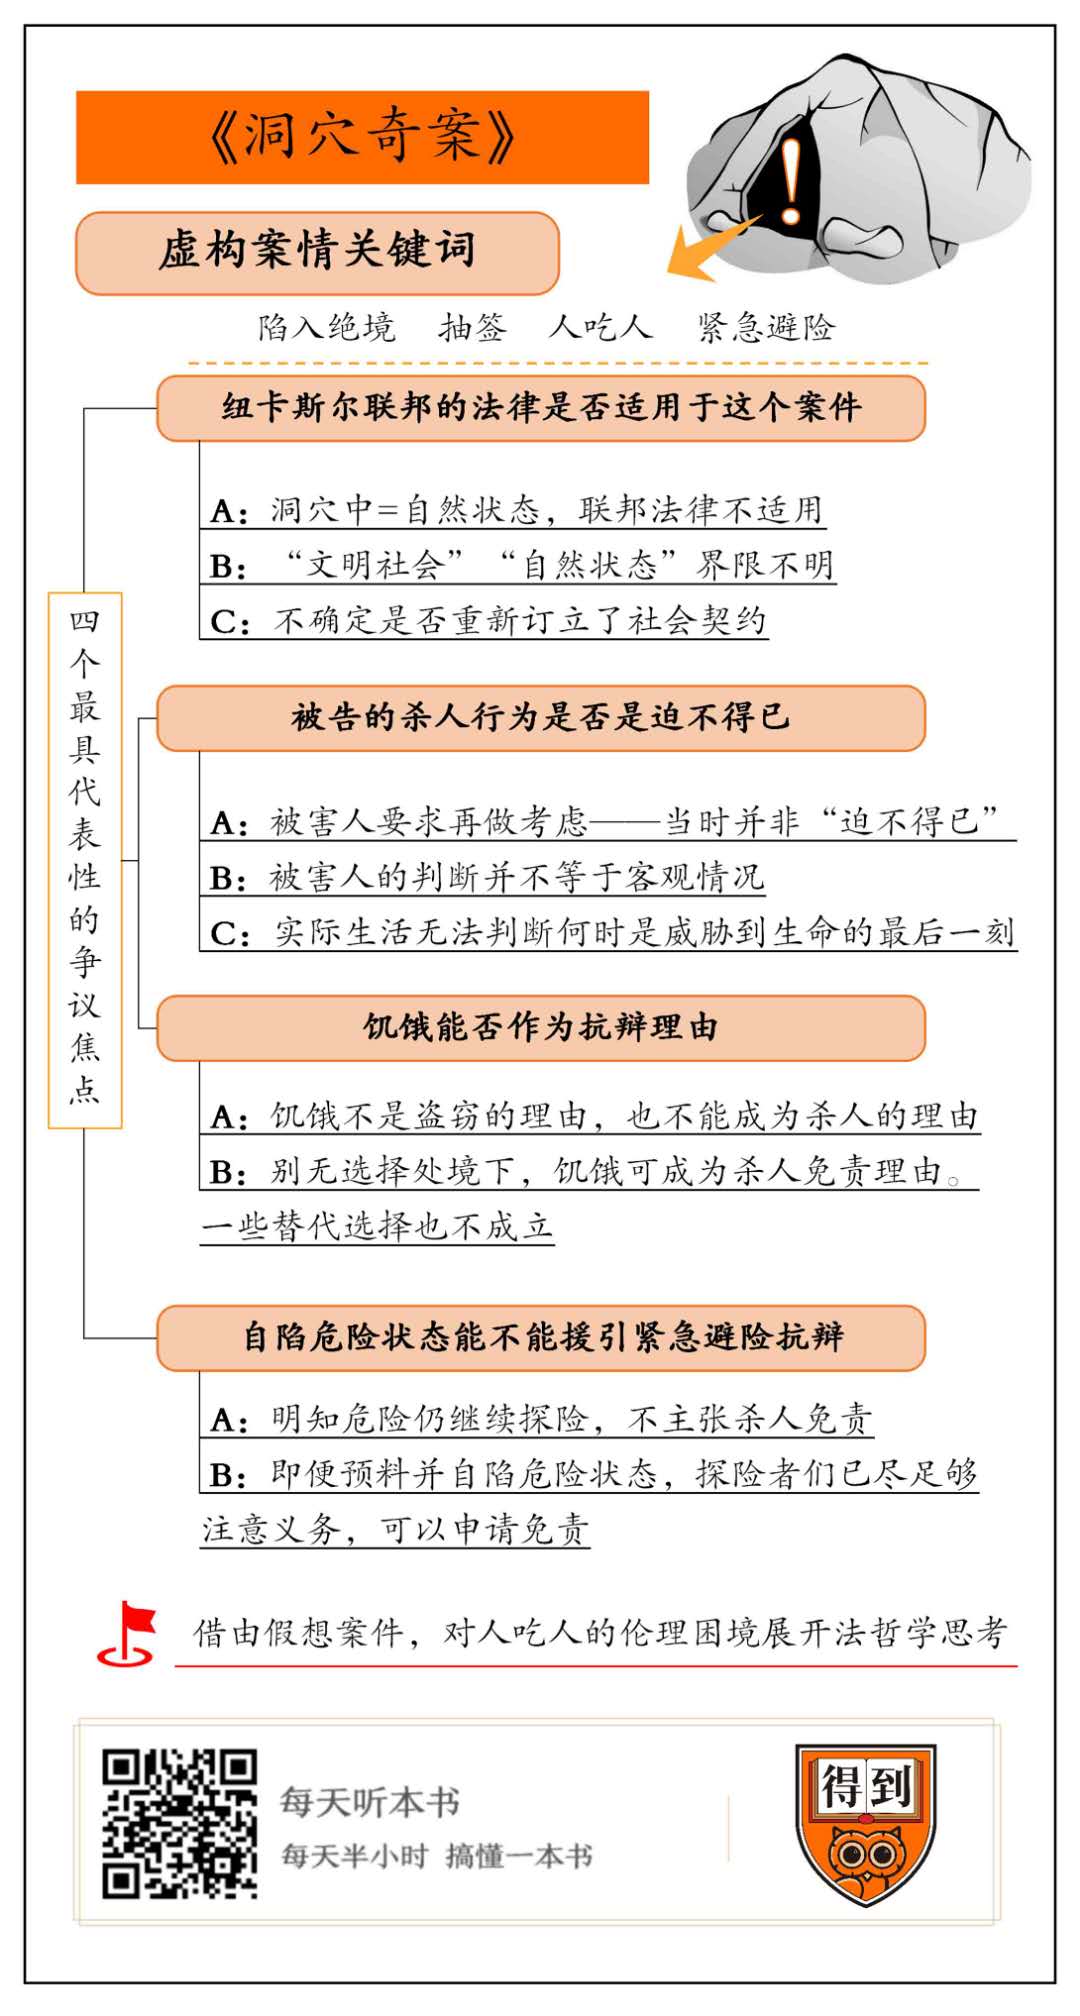 《洞穴奇案》
虚构案情关键词
陷入绝境 抽签 人吃人 紧急避险
四个最具代表性的争议焦点
纽卡斯尔联邦的法律是否适用于这个案件
A：洞穴中=自然状态，联邦法律不适用
B：“文明社会”“自然状态”界限不明
C：不确定是否重新订立了社会契约
被告的杀人行为是否是迫不得已
A：被害人要求再做考虑——当时并非“迫不得已”
B：被害人的判断并不等于客观情况
C：实际生活无法判断何时是威胁到生命的最后一刻
饥饿能否作为抗辩理由
A：饥饿不是盗窃的理由，也不能成为杀人的理由
B：别无选择处境下，饥饿可成为杀人免责理由。
一些替代选择也不成立
自陷危险状态能不能援引紧急避险抗辩
A：明知危险仍继续探险，不主张杀人免责
B：即便预料并自陷危险状态，探险者们已尽足够
注意义务，可以申请免责
借由假想案件，对人吃人的伦理困境展开法哲学思考
每天听本书
每天半小时 搞懂一本书
得到